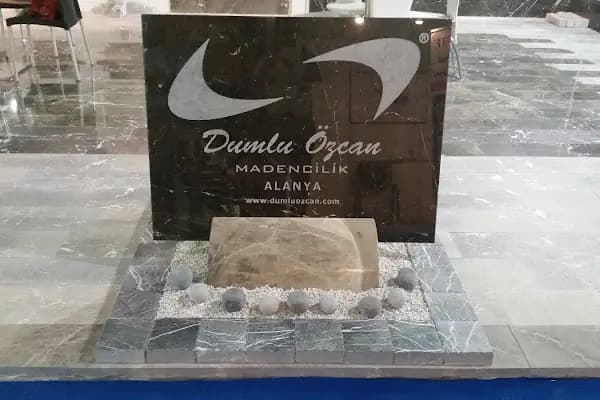 ®
Dumlu Özcan
MADENCİLİK
ALANYA
www.dumluozcan.com